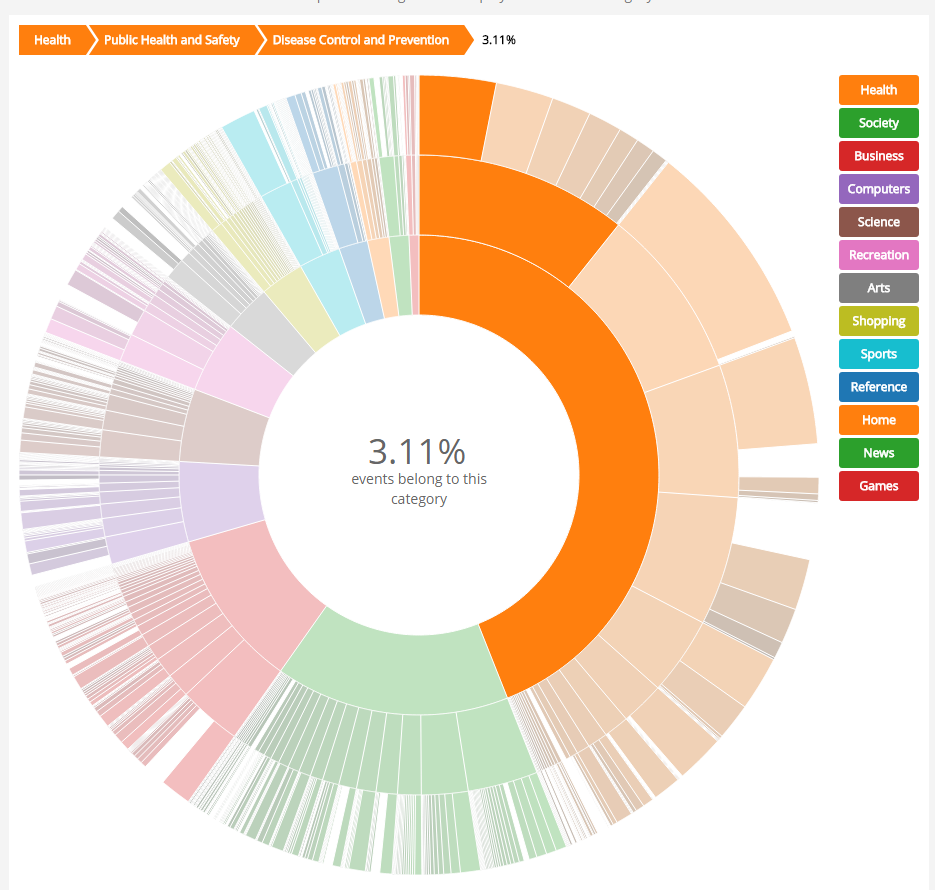 Health Public Health and Safety Disease Control and Prevention 3.11%
Health
Society
Business
Computers
Science
Recreation
Arts
Shopping
Sports
Reference
Home
News
Games
3.11%
events belong to this
category